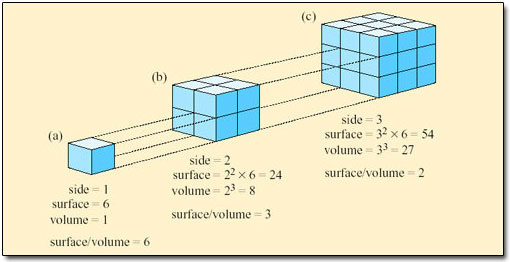 (a)
side = 1
surface = 6
volume = 1
surface/volume = 6
(b)
side = 2
surface = 2² × 6 = 24
volume = 2³ = 8
surface/volume = 3
(c)
side = 3
surface = 3² × 6 = 54
volume = 3³ = 27
surface/volume = 2